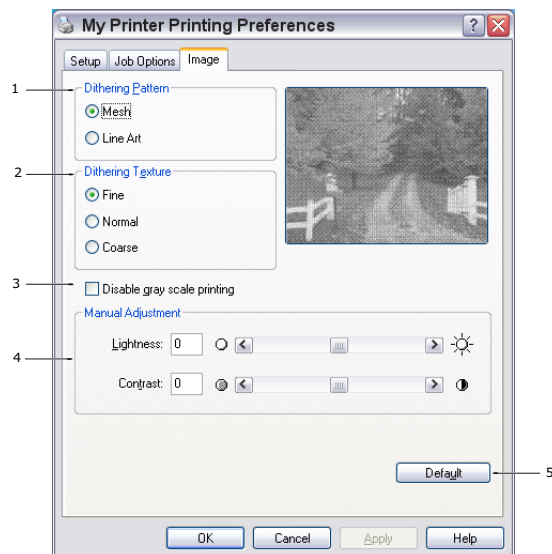 My Printer Printing Preferences
Setup Job Options Image
1
Dithering Pattern
Mesh
Line Art
2
Dithering Texture
Fine
Normal
Coarse
3
Disable gray scale printing
Manual Adjustment
Lightness: 0
4
Contrast: 0
Default
5
OK Cancel Apply Help